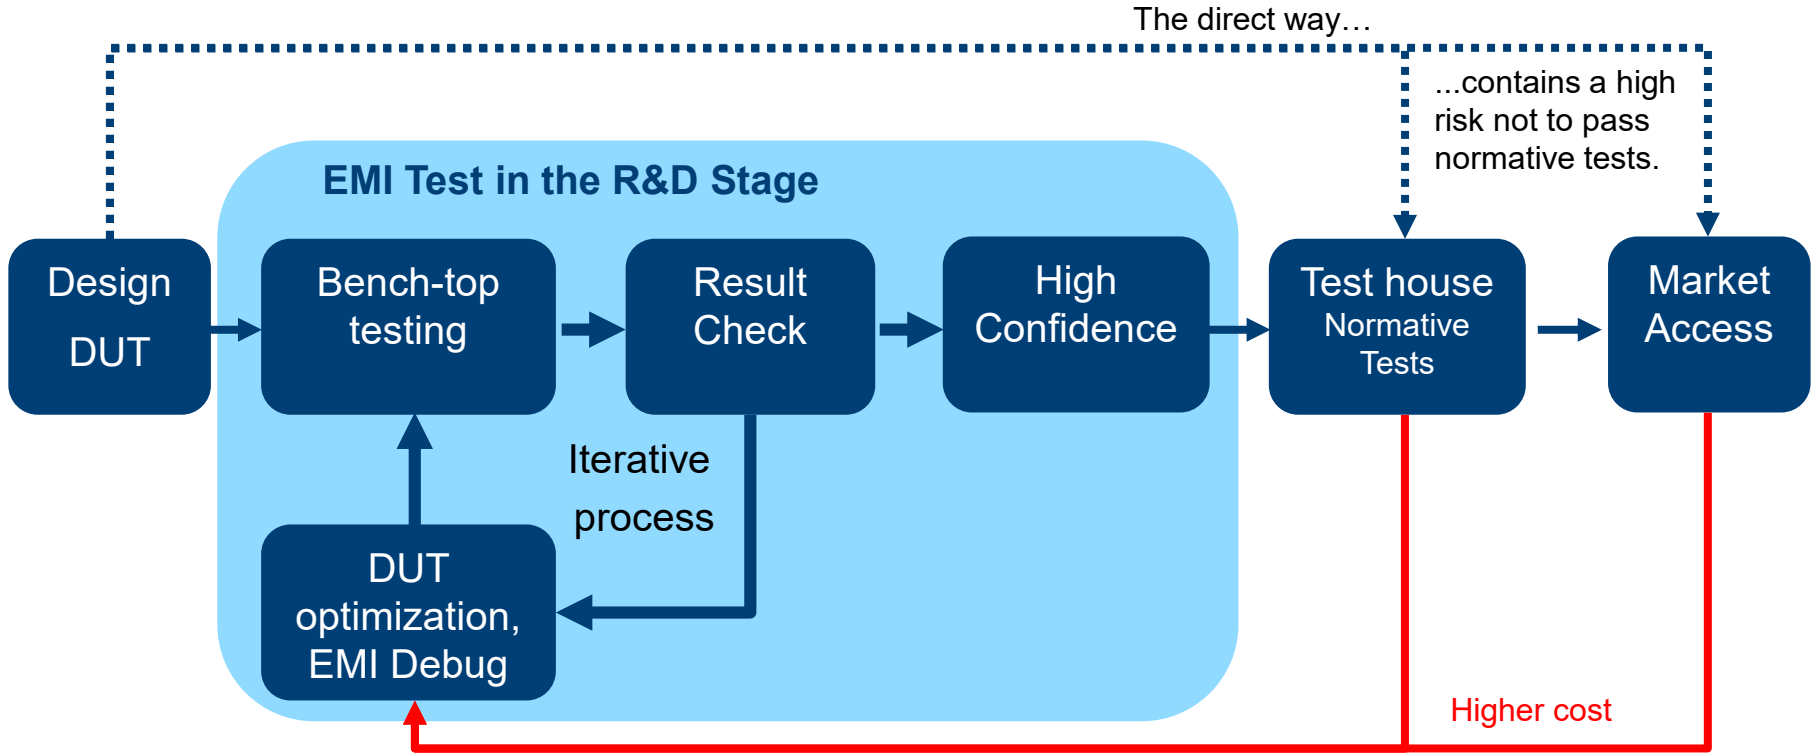 The direct way…
...contains a high
risk not to pass
normative tests.
EMI Test in the R&D Stage
Design
DUT
Bench-top
testing
Result
Check
High
Confidence
Test house
Normative
Tests
Market
Access
Iterative
process
DUT
optimization,
EMI Debug
Higher cost